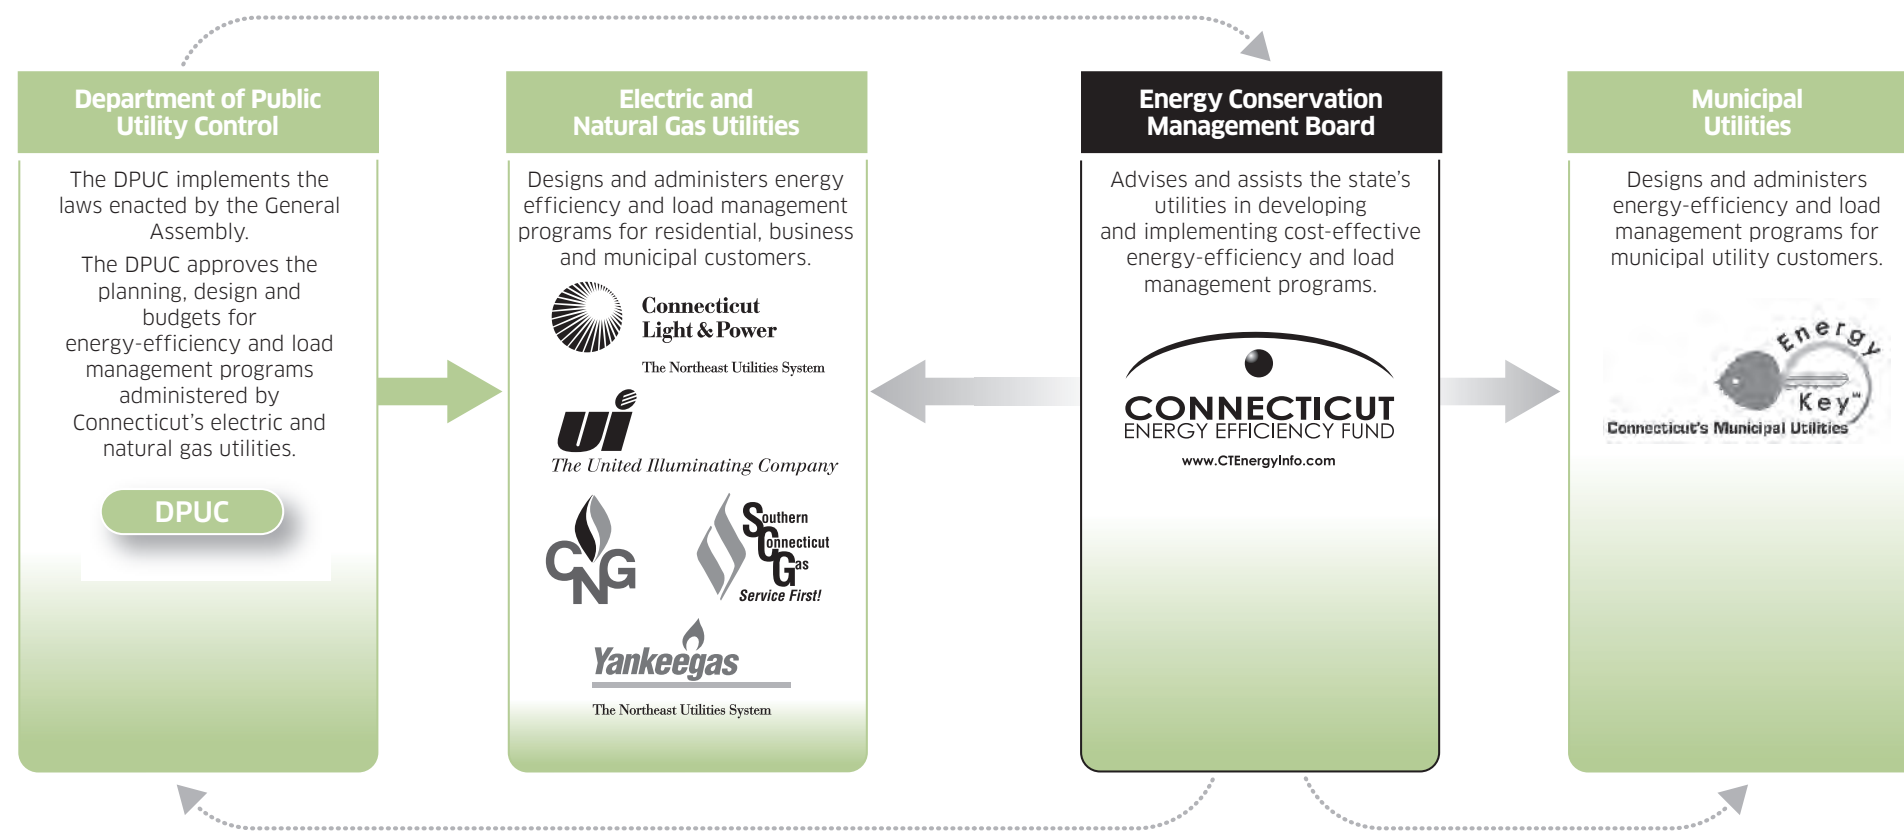 Department of Public
Utility Control
The DPUC implements the
laws enacted by the General
Assembly.
The DPUC approves the
planning, design and
budgets for
energy-efficiency and load
management programs
administered by
Connecticut's electric and
natural gas utilities.
DPUC
Electric and
Natural Gas Utilities
Designs and administers energy
efficiency and load management
programs for residential, business
and municipal customers.
Connecticut
Light & Power
The Northeast Utilities System
ui
The United Illuminating Company
CNG
Southern
Connecticut
Gas
Service First!
Yankeegas
The Northeast Utilities System
Energy Conservation
Management Board
Advises and assists the state's
utilities in developing
and implementing cost-effective
energy-efficiency and load
management programs.
CONNECTICUT
ENERGY EFFICIENCY FUND
www.CTEnergyInfo.com
Municipal
Utilities
Designs and administers
energy-efficiency and load
management programs for
municipal utility customers.
Energy
Key
Connecticut's Municipal Utilities